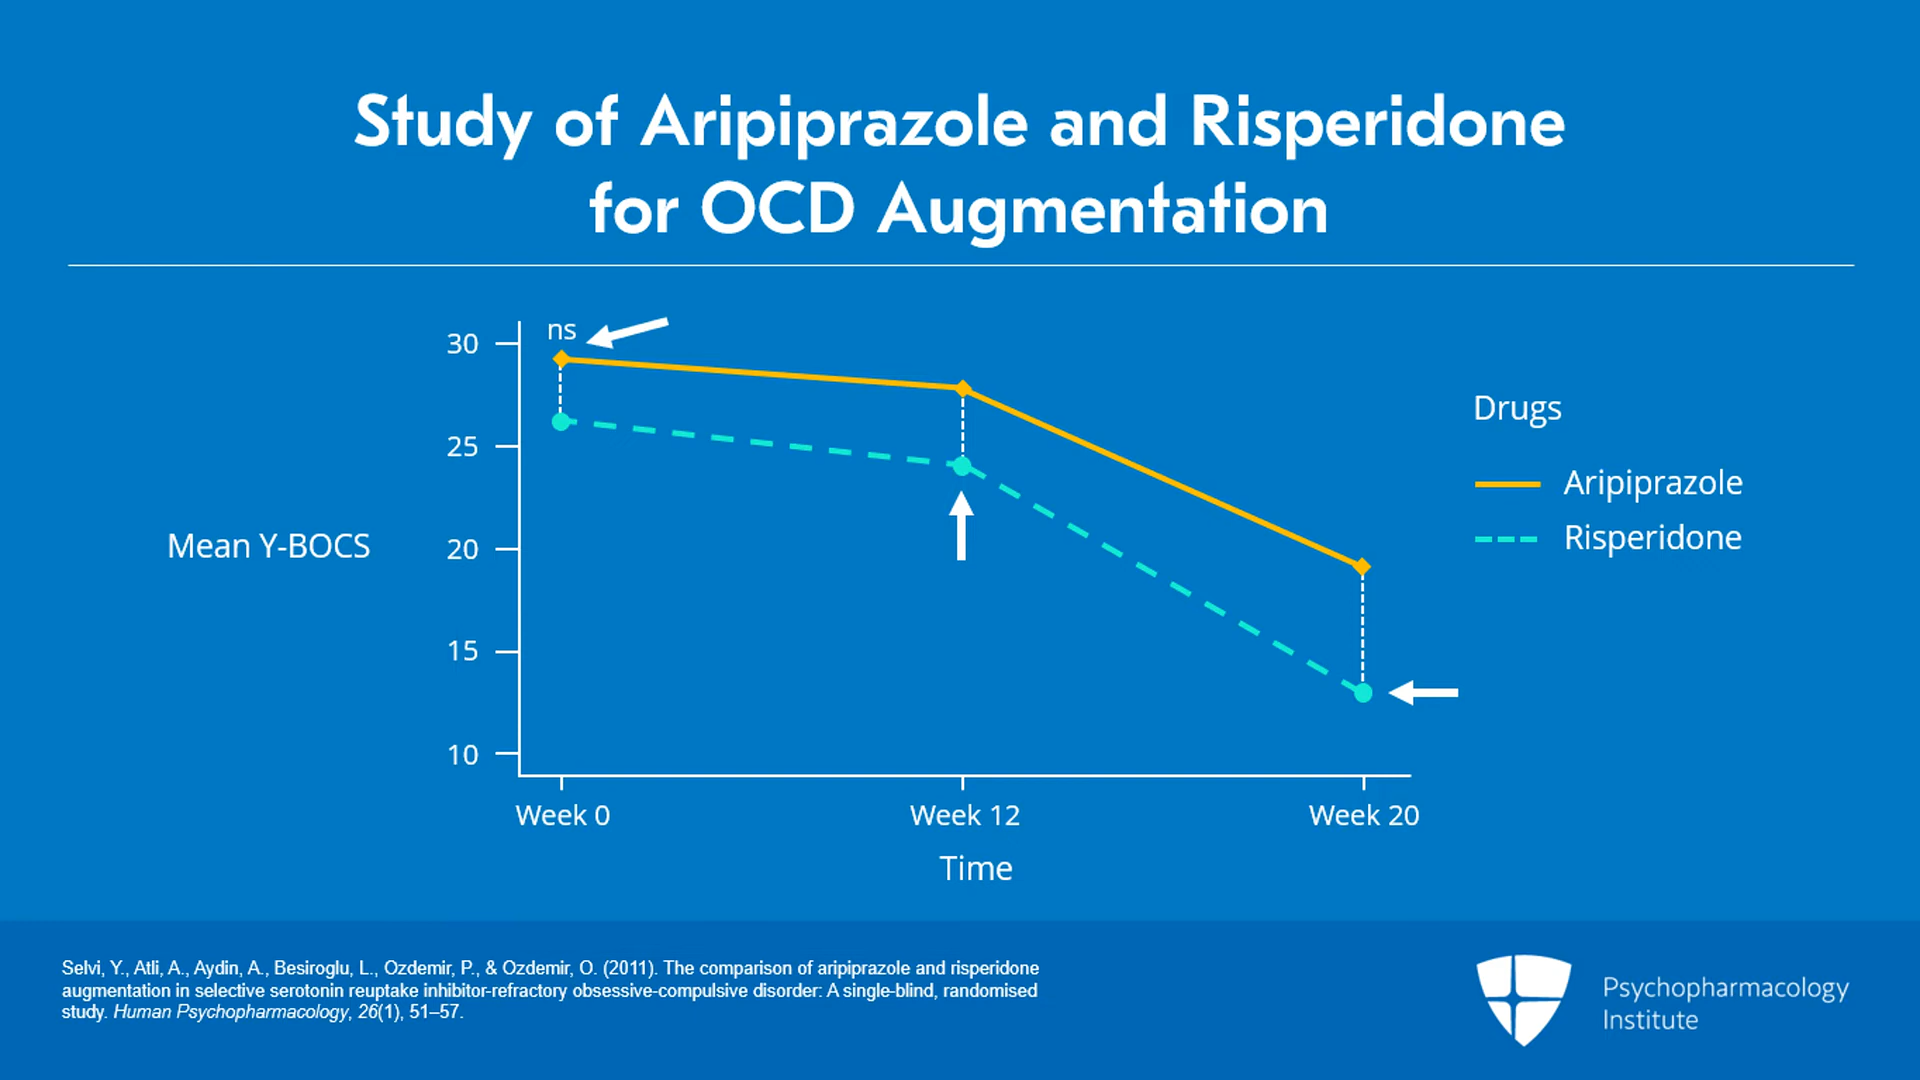 Study of Aripiprazole and Risperidone
for OCD Augmentation
ns
30
25
20
15
10
Mean Y-BOCS
Week 0
Week 12
Week 20
Time
Drugs
Aripiprazole
Risperidone
Selvi, Y., Atli, A., Aydin, A., Besiroglu, L., Ozdemir, P., & Ozdemir, O. (2011). The comparison of aripiprazole and risperidone
augmentation in selective serotonin reuptake inhibitor-refractory obsessive-compulsive disorder: A single-blind, randomised
study. Human Psychopharmacology, 26(1), 51–57.
Psychopharmacology
Institute